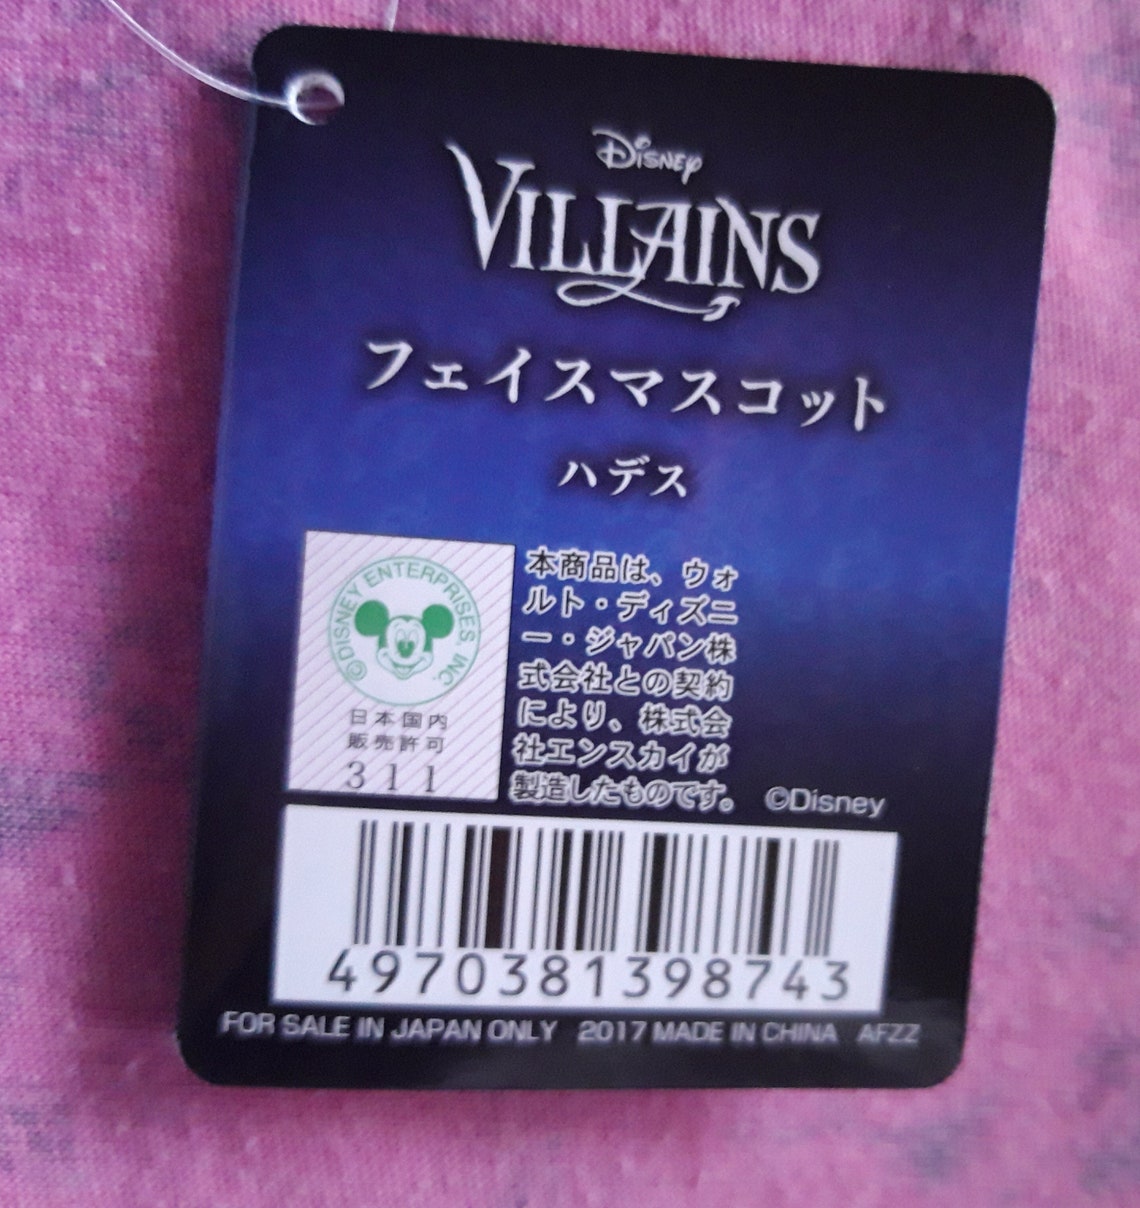 Disney
VILLAINS
フェイスマスコット
ハデス
©DISNEY ENTERPRISES INC.
日本国内
販売許可
311
本商品は、ウォ
ルト・ディズニ
ー・ジャパン株
式会社との契約
により、株式会
社エンスカイが
製造したものです。
©Disney
4970381398743
FOR SALE IN JAPAN ONLY 2017 MADE IN CHINA AFZZ